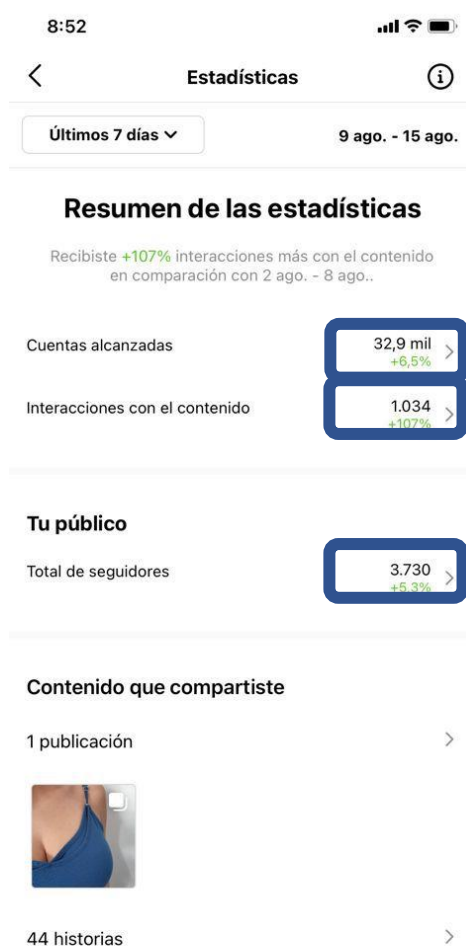 8:52
Estadísticas
Últimos 7 días
9 ago. - 15 ago.
Resumen de las estadísticas
Recibiste +107% interacciones más con el contenido
en comparación con 2 ago. - 8 ago..
Cuentas alcanzadas
32,9 mil
+6,5%
Interacciones con el contenido
1.034
+107%
Tu público
Total de seguidores
3.730
+5,3%
Contenido que compartiste
1 publicación
44 historias